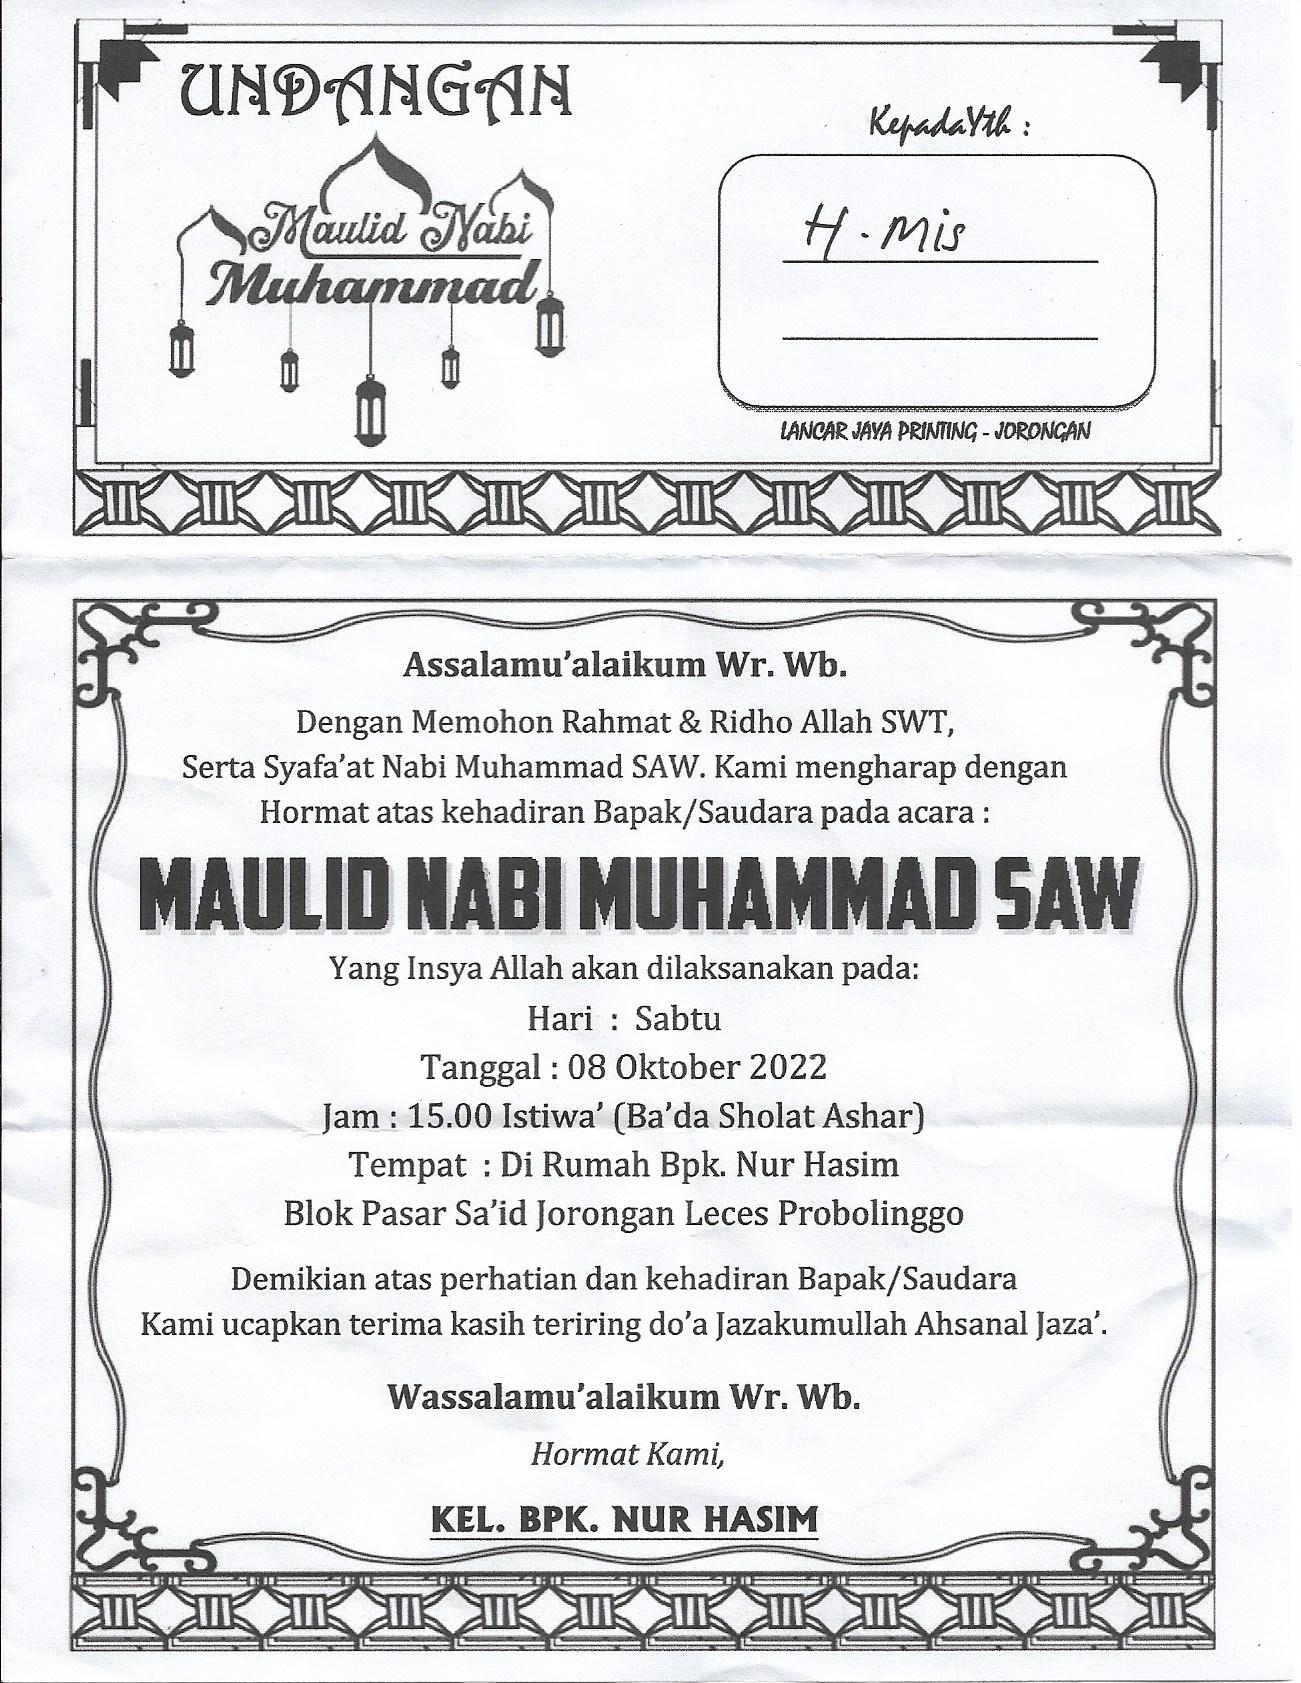 UNDANGAN
Maulid Nabi
Muhammad
KepadaYth :
H. Mis
LANCAR JAYA PRINTING - JORONGAN
Assalamu’alaikum Wr. Wb.
Dengan Memohon Rahmat & Ridho Allah SWT,
Serta Syafa’at Nabi Muhammad SAW. Kami mengharap dengan
Hormat atas kehadiran Bapak/Saudara pada acara :
MAULID NABI MUHAMMAD SAW
Yang Insya Allah akan dilaksanakan pada:
Hari : Sabtu
Tanggal : 08 Oktober 2022
Jam : 15.00 Istiwa’ (Ba’da Sholat Ashar)
Tempat : Di Rumah Bpk. Nur Hasim
Blok Pasar Sa’id Jorongan Leces Probolinggo
Demikian atas perhatian dan kehadiran Bapak/Saudara
Kami ucapkan terima kasih teriring do’a Jazakumullah Ahsanal Jaza’.
Wassalamu’alaikum Wr. Wb.
Hormat Kami,
KEL. BPK. NUR HASIM